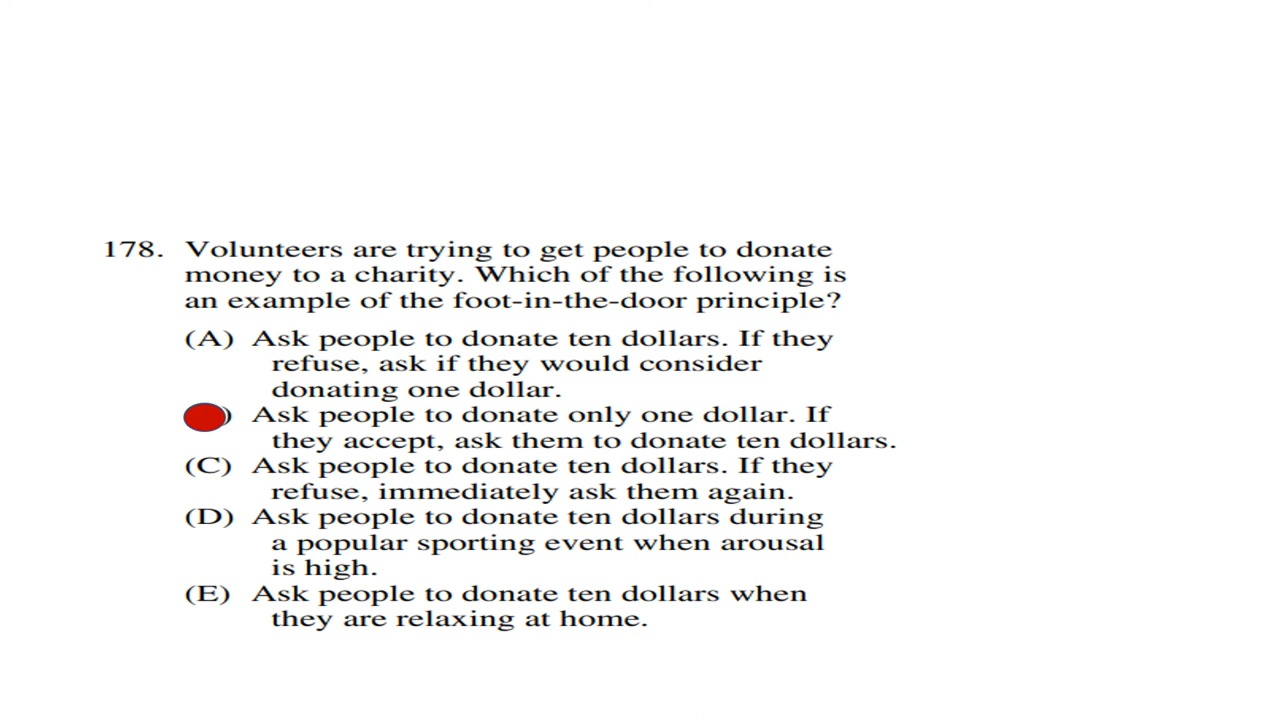 178. Volunteers are trying to get people to donate
money to a charity. Which of the following is
an example of the foot-in-the-door principle?
(A) Ask people to donate ten dollars. If they
refuse, ask if they would consider
donating one dollar.
) Ask people to donate only one dollar. If
they accept, ask them to donate ten dollars.
(C) Ask people to donate ten dollars. If they
refuse, immediately ask them again.
(D) Ask people to donate ten dollars during
a popular sporting event when arousal
is high.
(E) Ask people to donate ten dollars when
they are relaxing at home.